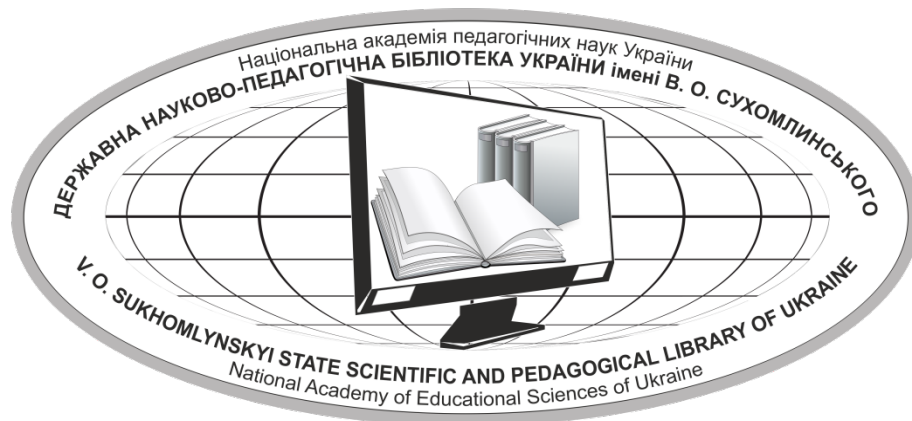 Національна академія педагогічних наук України
ДЕРЖАВНА НАУКОВО-ПЕДАГОГІЧНА БІБЛІОТЕКА УКРАЇНИ імені В. О. СУХОМЛИНСЬКОГО
V. O. SUKHOMLYNSKYI STATE SCIENTIFIC AND PEDAGOGICAL LIBRARY OF UKRAINE
National Academy of Educational Sciences of Ukraine